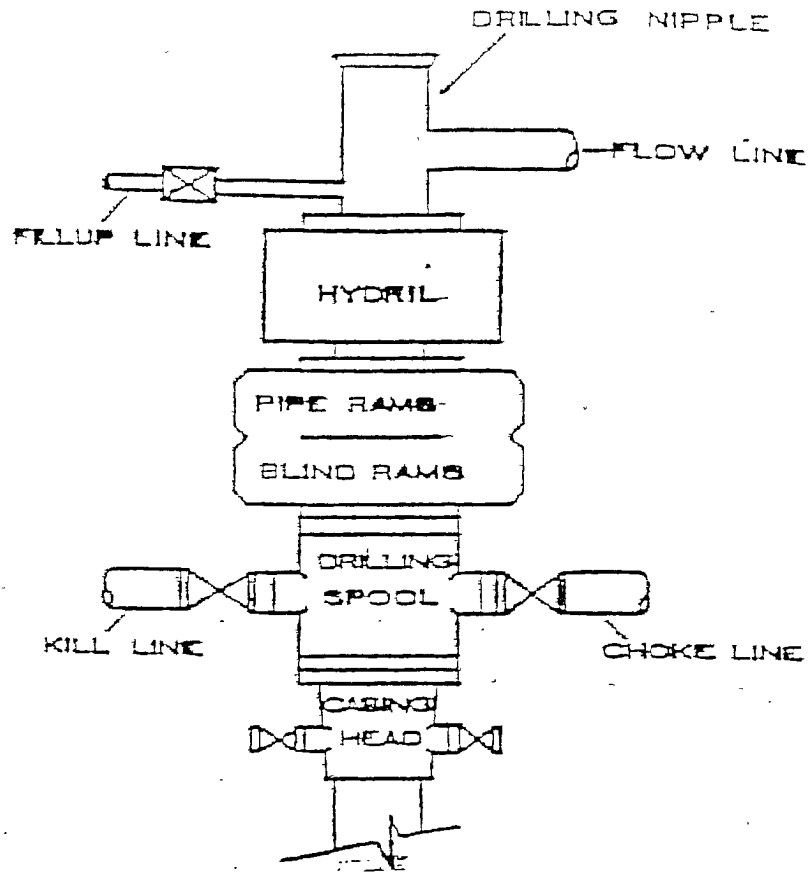 DRILLING NIPPLE
FLOW LINE
FILLUP LINE
HYDRIL
PIPE RAMS
BLIND RAMS
DRILLING
SPOOL
KILL LINE
CHOKE LINE
CASING
HEAD